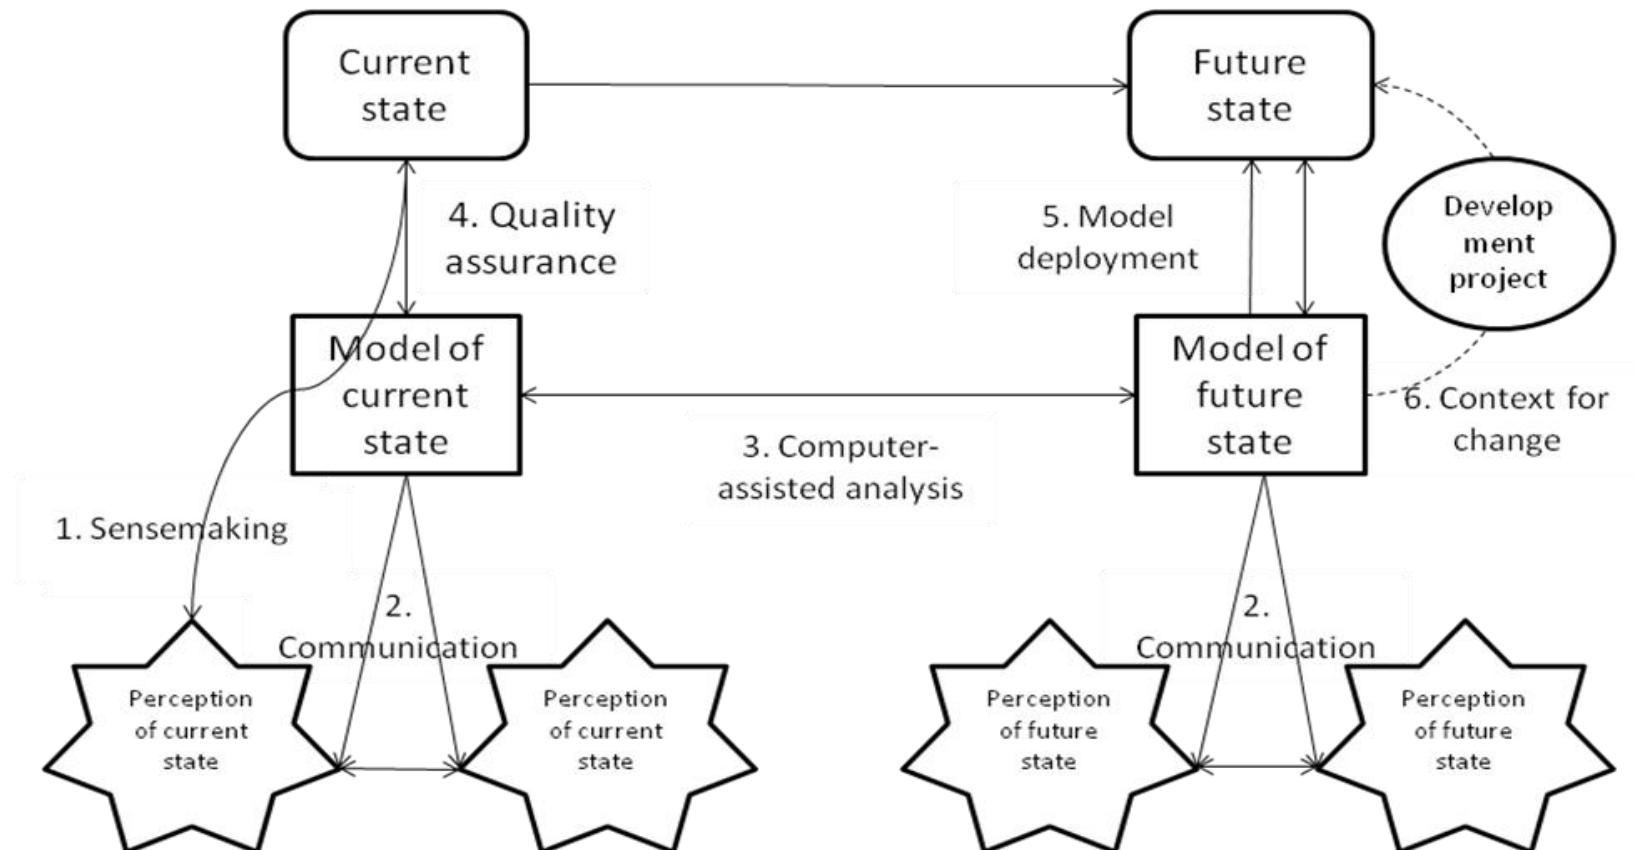 Current
state
Future
state
4. Quality
assurance
5. Model
deployment
Develop
ment
project
Model of
current
state
Model of
future
state
6. Context for
change
3. Computer-
assisted analysis
1. Sensemaking
2.
Communication
2.
Communication
Perception
of current
state
Perception
of current
state
Perception
of future
state
Perception
of future
state